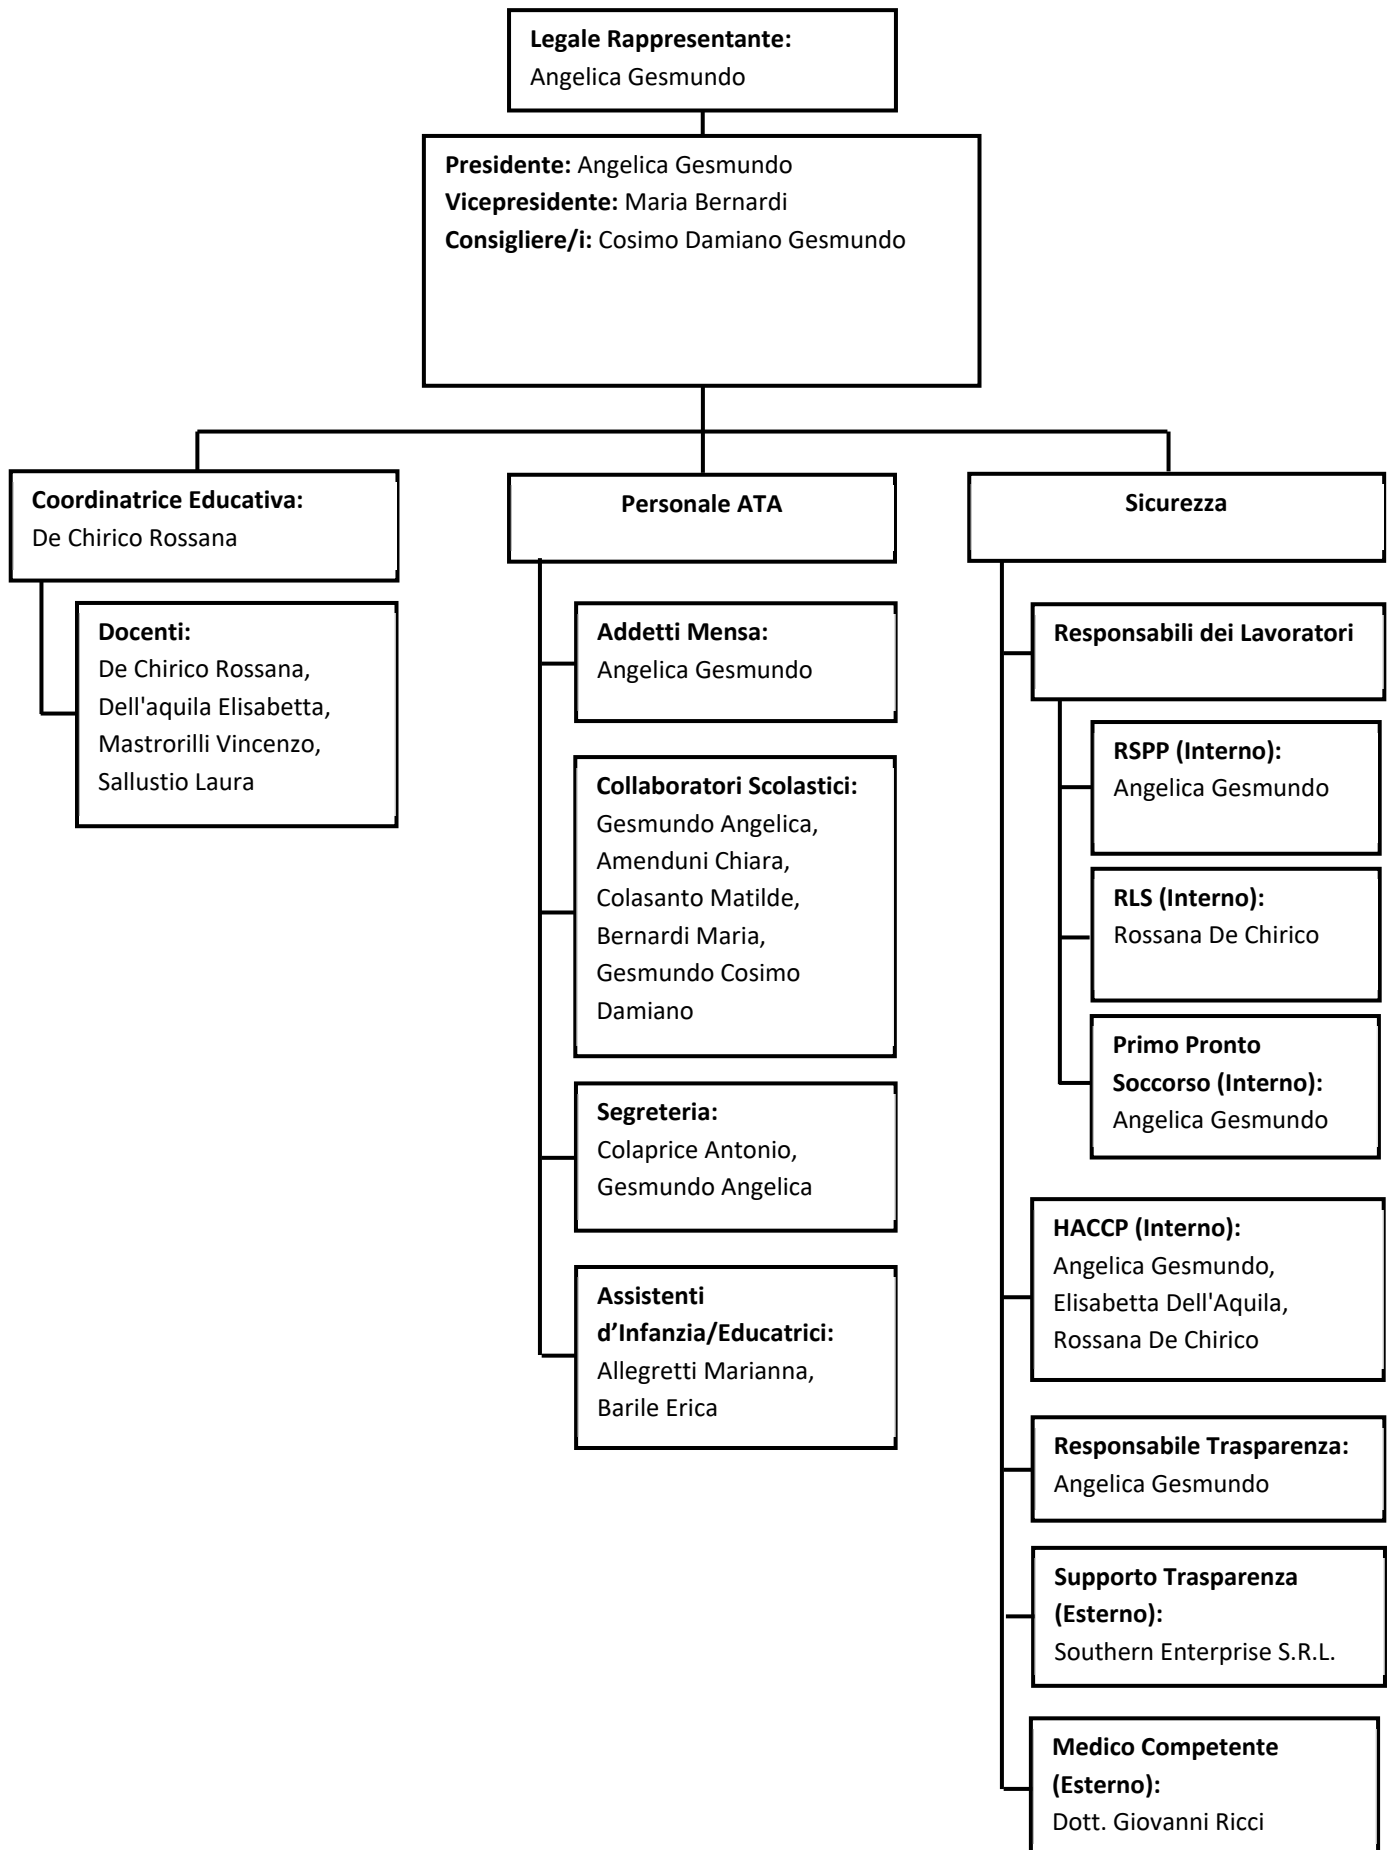 Legale Rappresentante:
Angelica Gesmundo
Presidente: Angelica Gesmundo
Vicepresidente: Maria Bernardi
Consigliere/i: Cosimo Damiano Gesmundo
Coordinatrice Educativa:
De Chirico Rossana
Docenti:
De Chirico Rossana,
Dell'aquila Elisabetta,
Mastrorilli Vincenzo,
Sallustio Laura
Personale ATA
Addetti Mensa:
Angelica Gesmundo
Collaboratori Scolastici:
Gesmundo Angelica,
Amenduni Chiara,
Colasanto Matilde,
Bernardi Maria,
Gesmundo Cosimo
Damiano
Segreteria:
Colaprice Antonio,
Gesmundo Angelica
Assistenti
d’Infanzia/Educatrici:
Allegretti Marianna,
Barile Erica
Sicurezza
Responsabili dei Lavoratori
RSPP (Interno):
Angelica Gesmundo
RLS (Interno):
Rossana De Chirico
Primo Pronto
Soccorso (Interno):
Angelica Gesmundo
HACCP (Interno):
Angelica Gesmundo,
Elisabetta Dell'Aquila,
Rossana De Chirico
Responsabile Trasparenza:
Angelica Gesmundo
Supporto Trasparenza
(Esterno):
Southern Enterprise S.R.L.
Medico Competente
(Esterno):
Dott. Giovanni Ricci